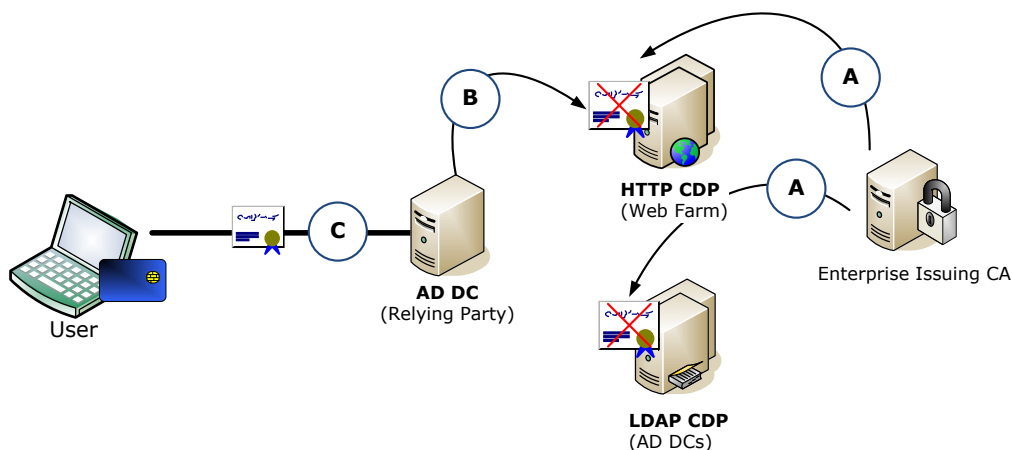 A
B
HTTP CDP
(Web Farm)
A
C
Enterprise Issuing CA
AD DC
(Relying Party)
User
LDAP CDP
(AD DCs)